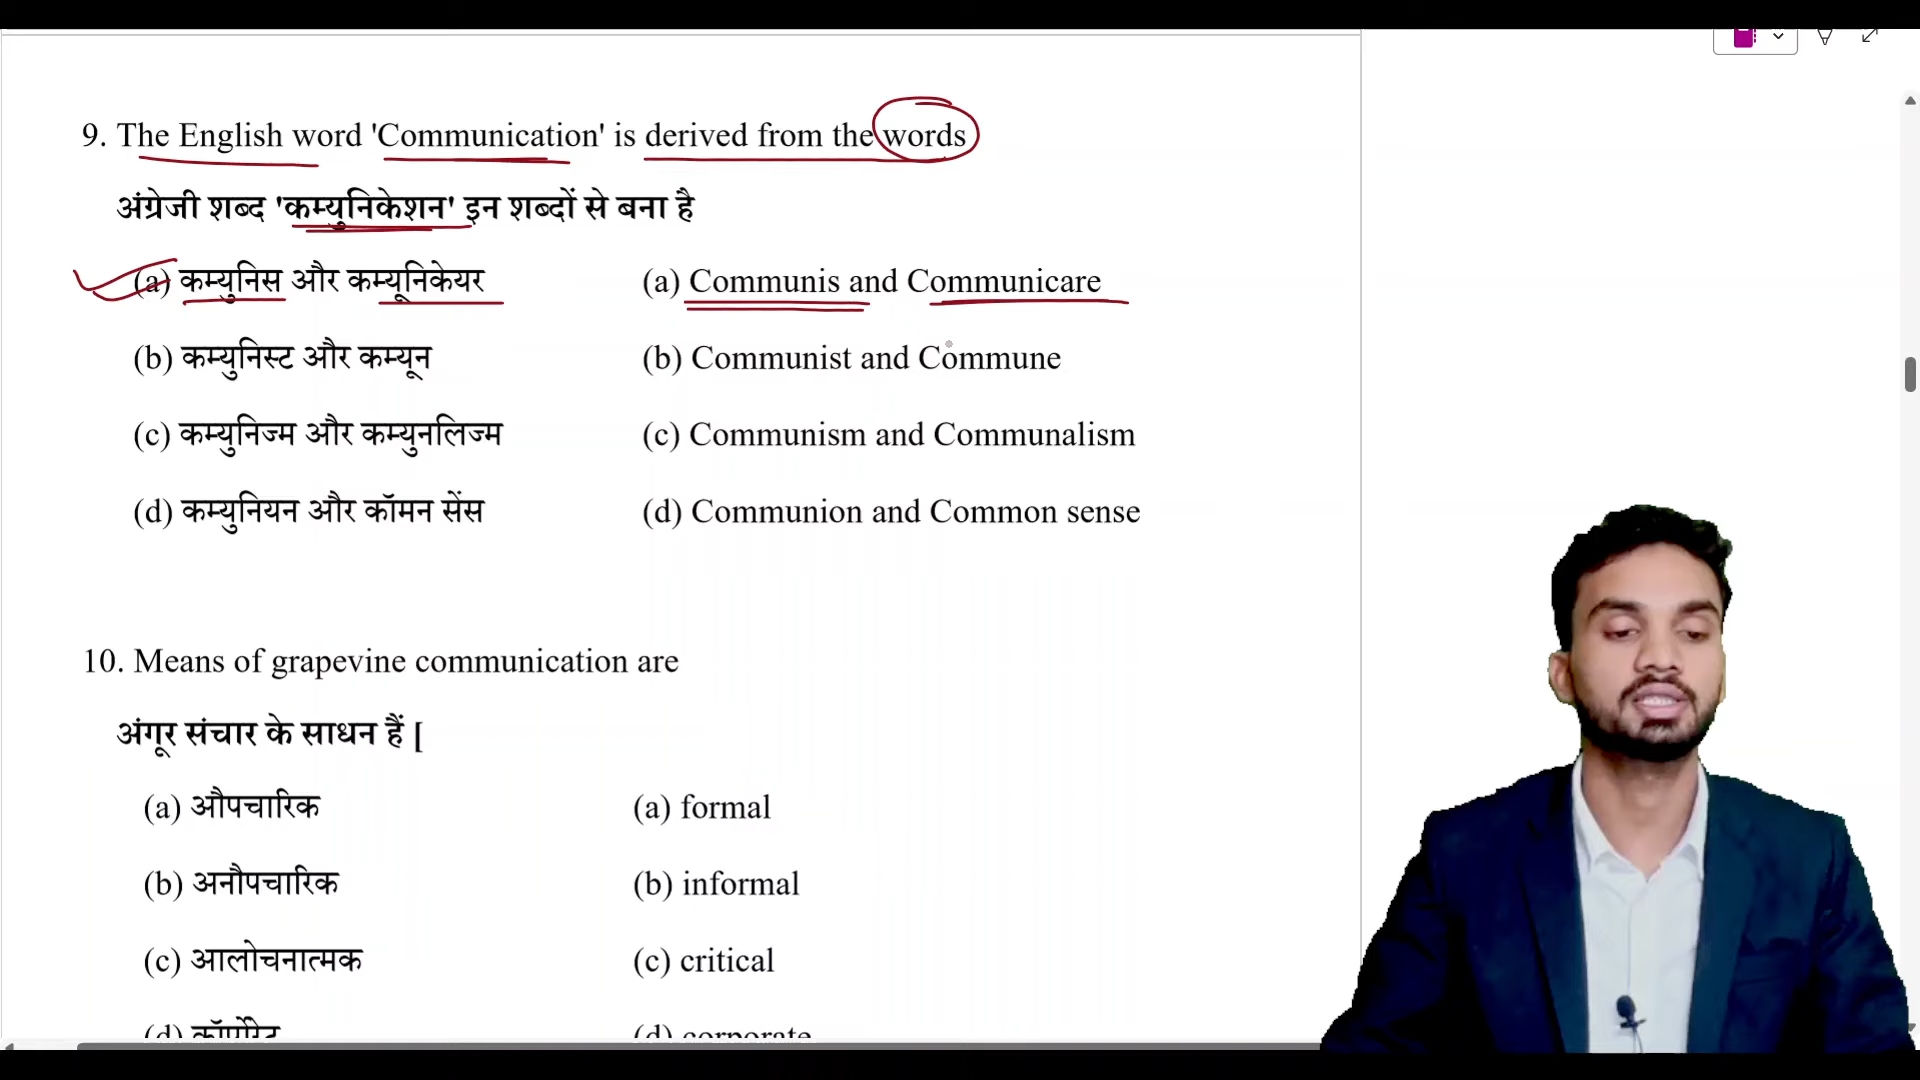 9. The English word 'Communication' is derived from the words
अंग्रेजी शब्द 'कम्युनिकेशन' इन शब्दों से बना है
(a) कम्युनिस और कम्यूनिकेयर (a) Communis and Communicare
(b) कम्युनिस्ट और कम्यून (b) Communist and Commune
(c) कम्युनिज्म और कम्युनलिज्म (c) Communism and Communalism
(d) कम्युनियन और कॉमन सेंस (d) Communion and Common sense
10. Means of grapevine communication are
अंगूर संचार के साधन हैं [
(a) औपचारिक (a) formal
(b) अनौपचारिक (b) informal
(c) आलोचनात्मक (c) critical
(d) कॉर्पोरेट (d) corporate